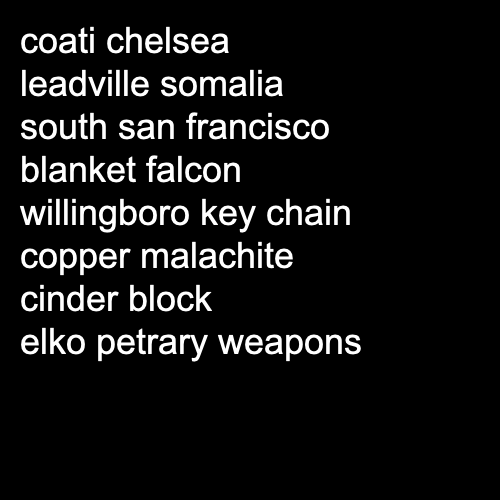 coati chelsea
leadville somalia
south san francisco
blanket falcon
willingboro key chain
copper malachite
cinder block
elko petrary weapons